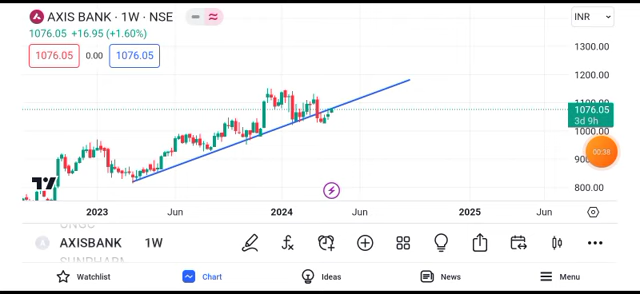 AXIS BANK · 1W · NSE
INR
1076.05 +16.95 (+1.60%)
1076.05 0.00 1076.05
1300.00
1200.00
1100.00
1076.05
3d 9h
1000.00
00:38
800.00
2023 Jun 2024 Jun 2025 Jun
AXISBANK 1W
Watchlist Chart Ideas News Menu